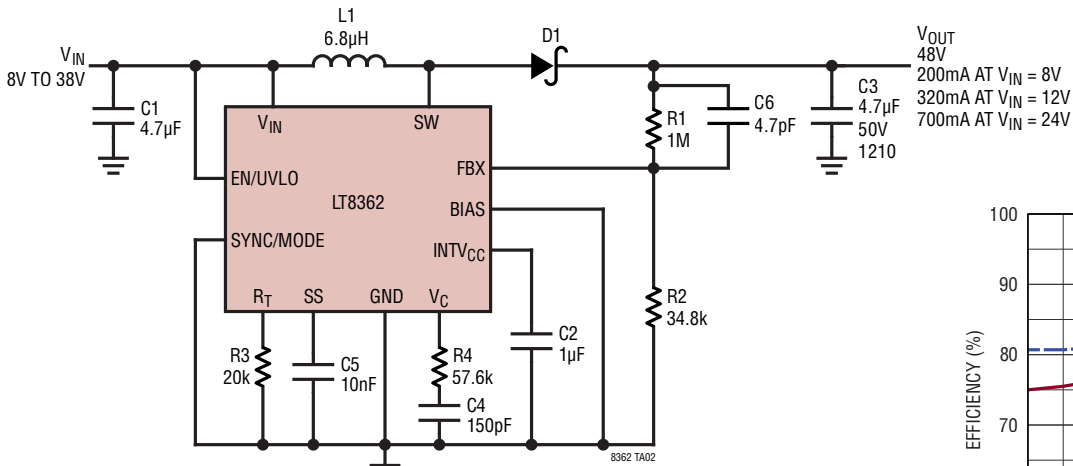 L1
6.8µH
D1
VIN
8V TO 38V
VOUT
48V
200mA AT VIN = 8V
320mA AT VIN = 12V
700mA AT VIN = 24V
C1
4.7µF
VIN
SW
R1
1M
C6
4.7pF
C3
4.7µF
50V
1210
EN/UVLO
FBX
LT8362
BIAS
SYNC/MODE
INTVCC
RT
SS
GND
VC
R2
34.8k
R3
20k
C5
10nF
R4
57.6k
C4
150pF
C2
1µF
8362 TA02
100
90
80
70
EFFICIENCY (%)